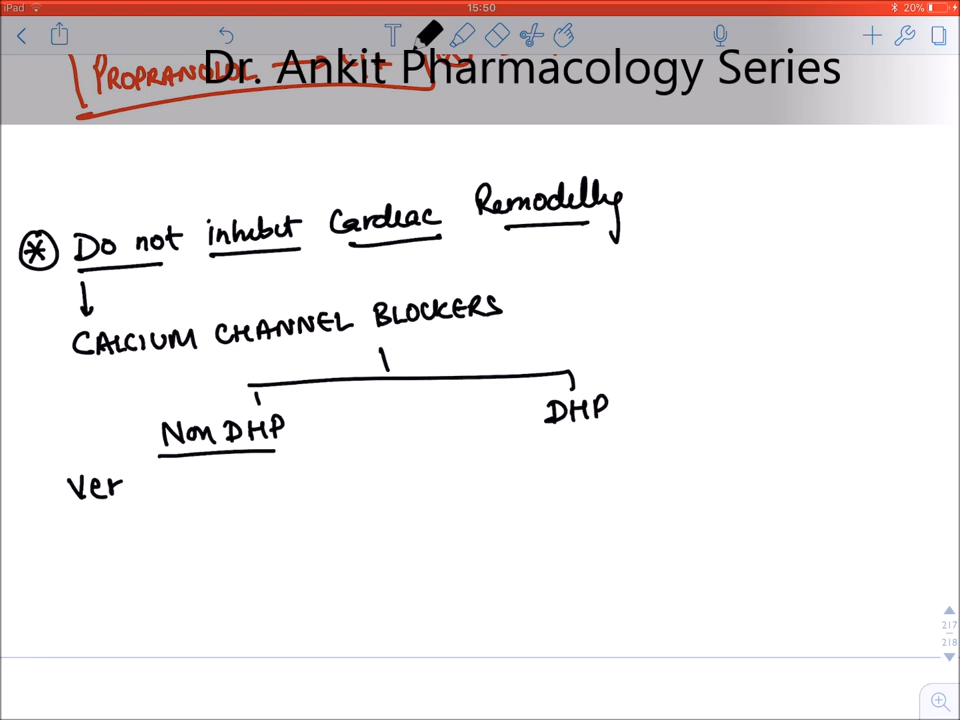 iPad 15:50 20%
T
PROPRANOLOL
Dr. Ankit Pharmacology Series
Do not inhibit Cardiac Remodelling
CALCIUM CHANNEL BLOCKERS
Non DHP DHP
Ver
217
218